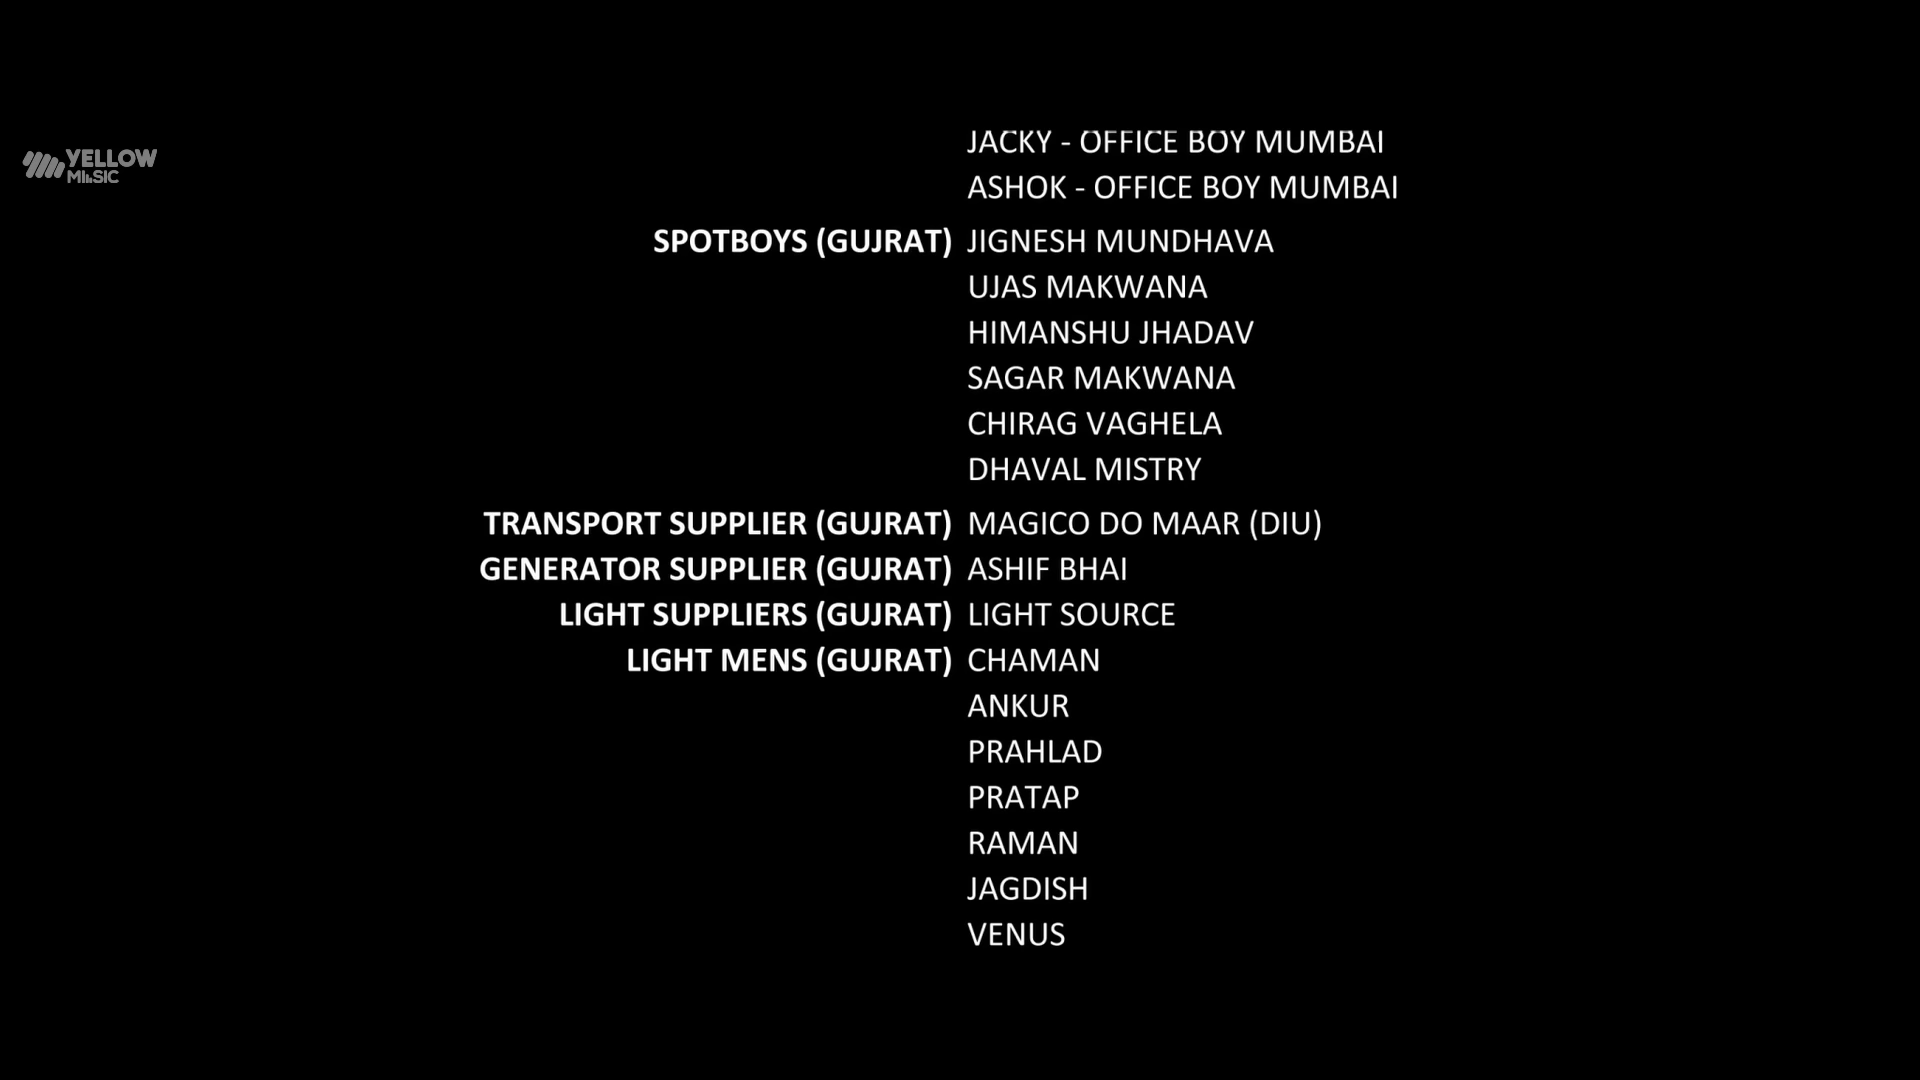 JACKY - OFFICE BOY MUMBAI
YELLOW
MUSIC
ASHOK - OFFICE BOY MUMBAI
SPOTBOYS (GUJRAT) JIGNESH MUNDHAVA
UJAS MAKWANA
HIMANSHU JHADAV
SAGAR MAKWANA
CHIRAG VAGHELA
DHAVAL MISTRY
TRANSPORT SUPPLIER (GUJRAT) MAGICO DO MAAR (DIU)
GENERATOR SUPPLIER (GUJRAT) ASHIF BHAI
LIGHT SUPPLIERS (GUJRAT) LIGHT SOURCE
LIGHT MENS (GUJRAT) CHAMAN
ANKUR
PRAHLAD
PRATAP
RAMAN
JAGDISH
VENUS